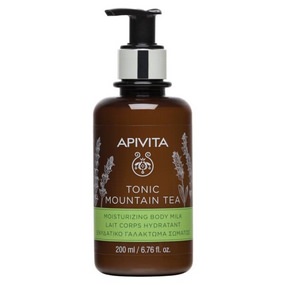 APIVITA
TONIC
MOUNTAIN TEA
MOISTURIZING BODY MILK
LAIT CORPS HYDRATANT
ΕΝΥΔΑΤΙΚΟ ΓΑΛΑΚΤΩΜΑ ΣΩΜΑΤΟΣ
200 ml / 6.76 fl. oz.